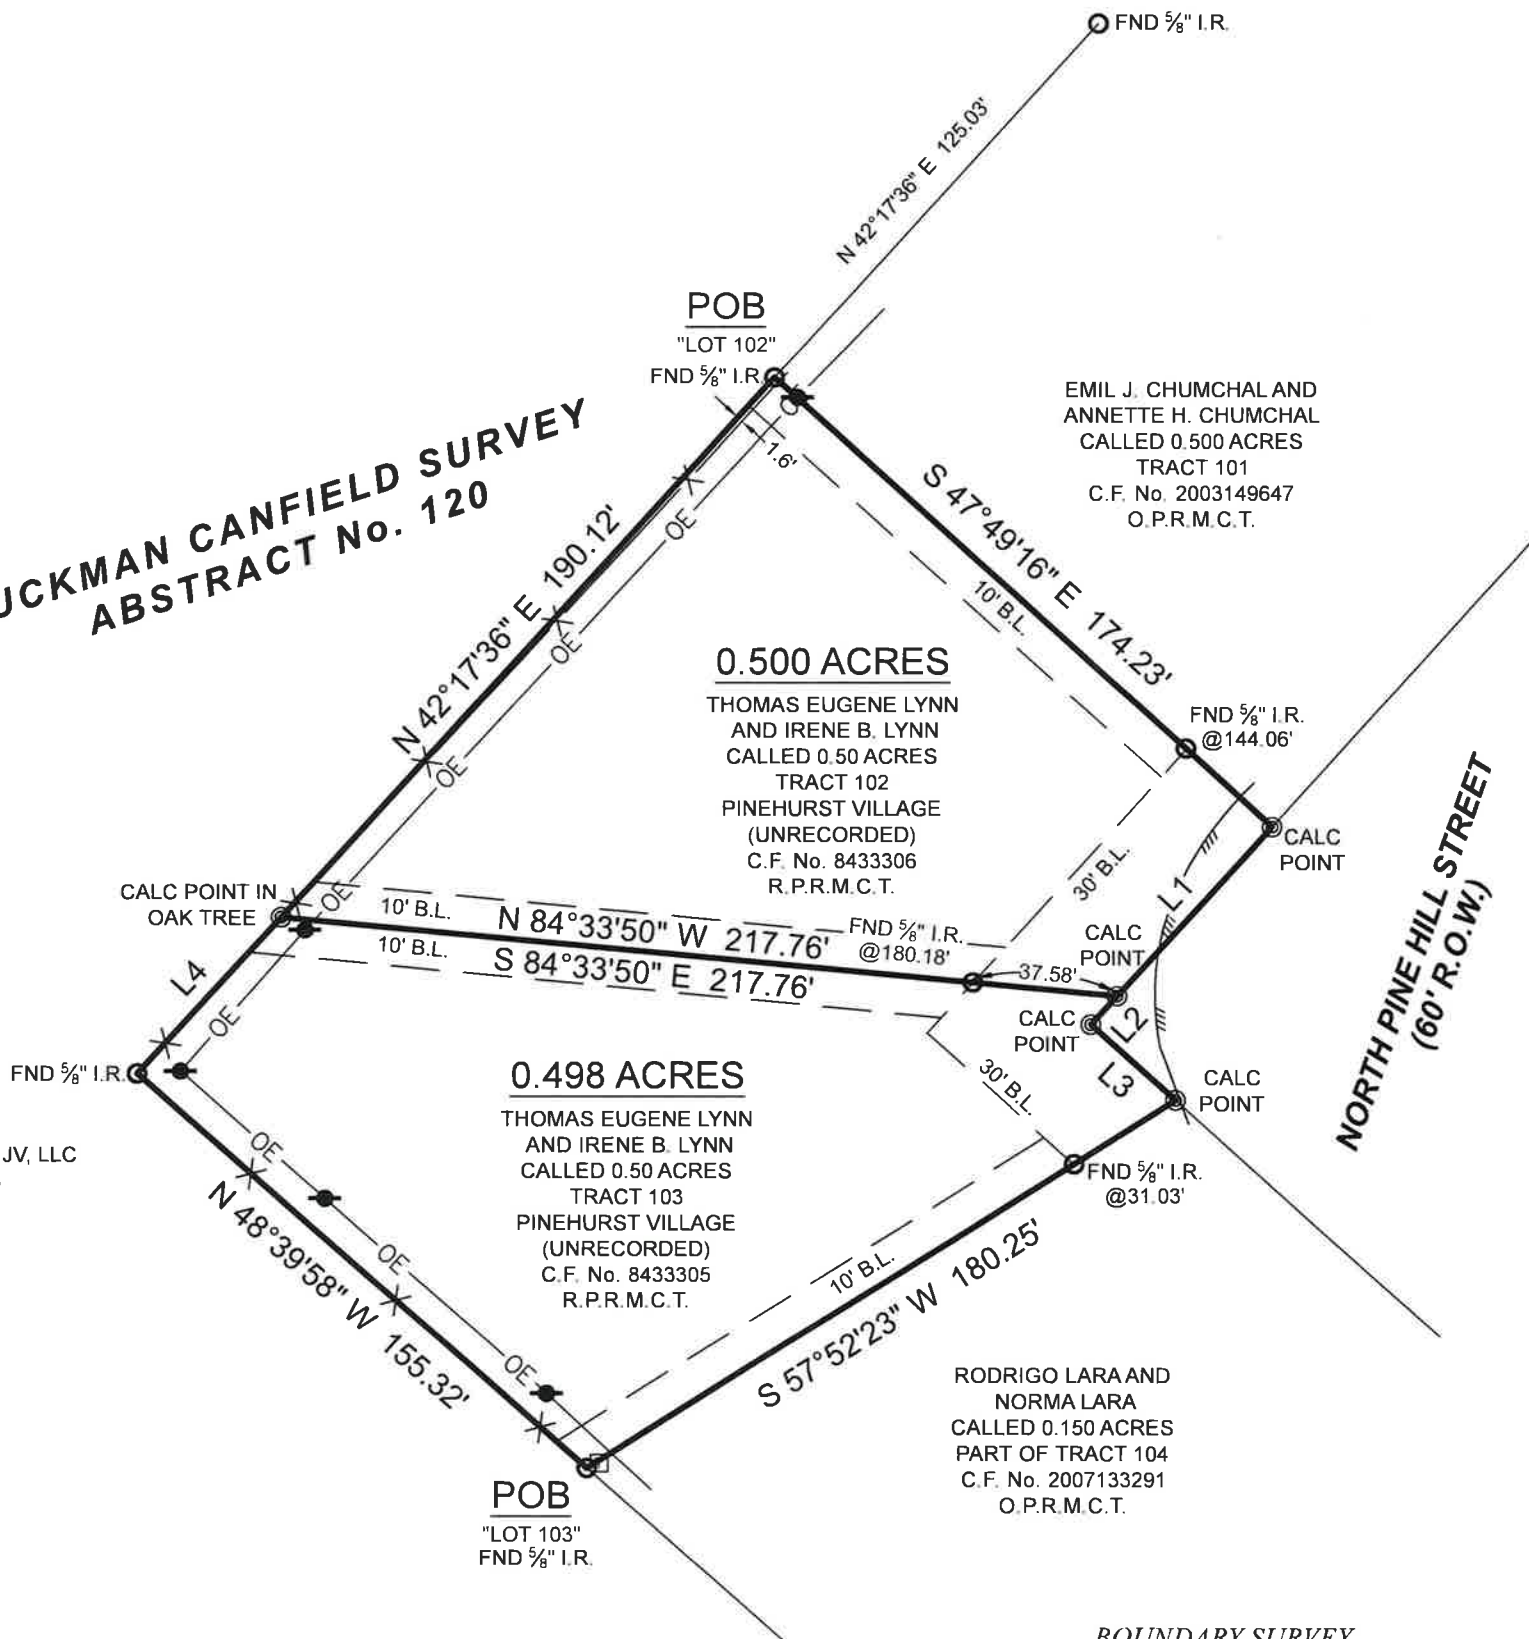 FND ⅝" I.R.
N 42°17'36" E 125.03'
POB
"LOT 102"
FND ⅝" I.R.
1.6'
EMIL J. CHUMCHAL AND
ANNETTE H. CHUMCHAL
CALLED 0.500 ACRES
TRACT 101
C.F. No. 2003149647
O.P.R.M.C.T.
UCKMAN CANFIELD SURVEY
ABSTRACT No. 120
N 42°17'36" E 190.12'
S 47°49'16" E 174.23'
10' B.L.
OE
OE
OE
OE
OE
0.500 ACRES
THOMAS EUGENE LYNN
AND IRENE B. LYNN
CALLED 0.50 ACRES
TRACT 102
PINEHURST VILLAGE
(UNRECORDED)
C.F. No. 8433306
R.P.R.M.C.T.
FND ⅝" I.R.
@144.06'
CALC
POINT
30' B.L.
L1
NORTH PINE HILL STREET
(60' R.O.W.)
CALC POINT IN
OAK TREE
10' B.L.
N 84°33'50" W 217.76'
FND ⅝" I.R.
@180.18'
CALC
POINT
10' B.L.
S 84°33'50" E 217.76'
37.58'
L4
CALC
POINT
L2
L3
CALC
POINT
FND ⅝" I.R.
30' B.L.
0.498 ACRES
THOMAS EUGENE LYNN
AND IRENE B. LYNN
CALLED 0.50 ACRES
TRACT 103
PINEHURST VILLAGE
(UNRECORDED)
C.F. No. 8433305
R.P.R.M.C.T.
JV, LLC
OE
OE
OE
N 48°39'58" W 155.32'
FND ⅝" I.R.
@31.03'
10' B.L.
S 57°52'23" W 180.25'
RODRIGO LARA AND
NORMA LARA
CALLED 0.150 ACRES
PART OF TRACT 104
C.F. No. 2007133291
O.P.R.M.C.T.
POB
"LOT 103"
FND ⅝" I.R.
BOUNDARY SURVEY